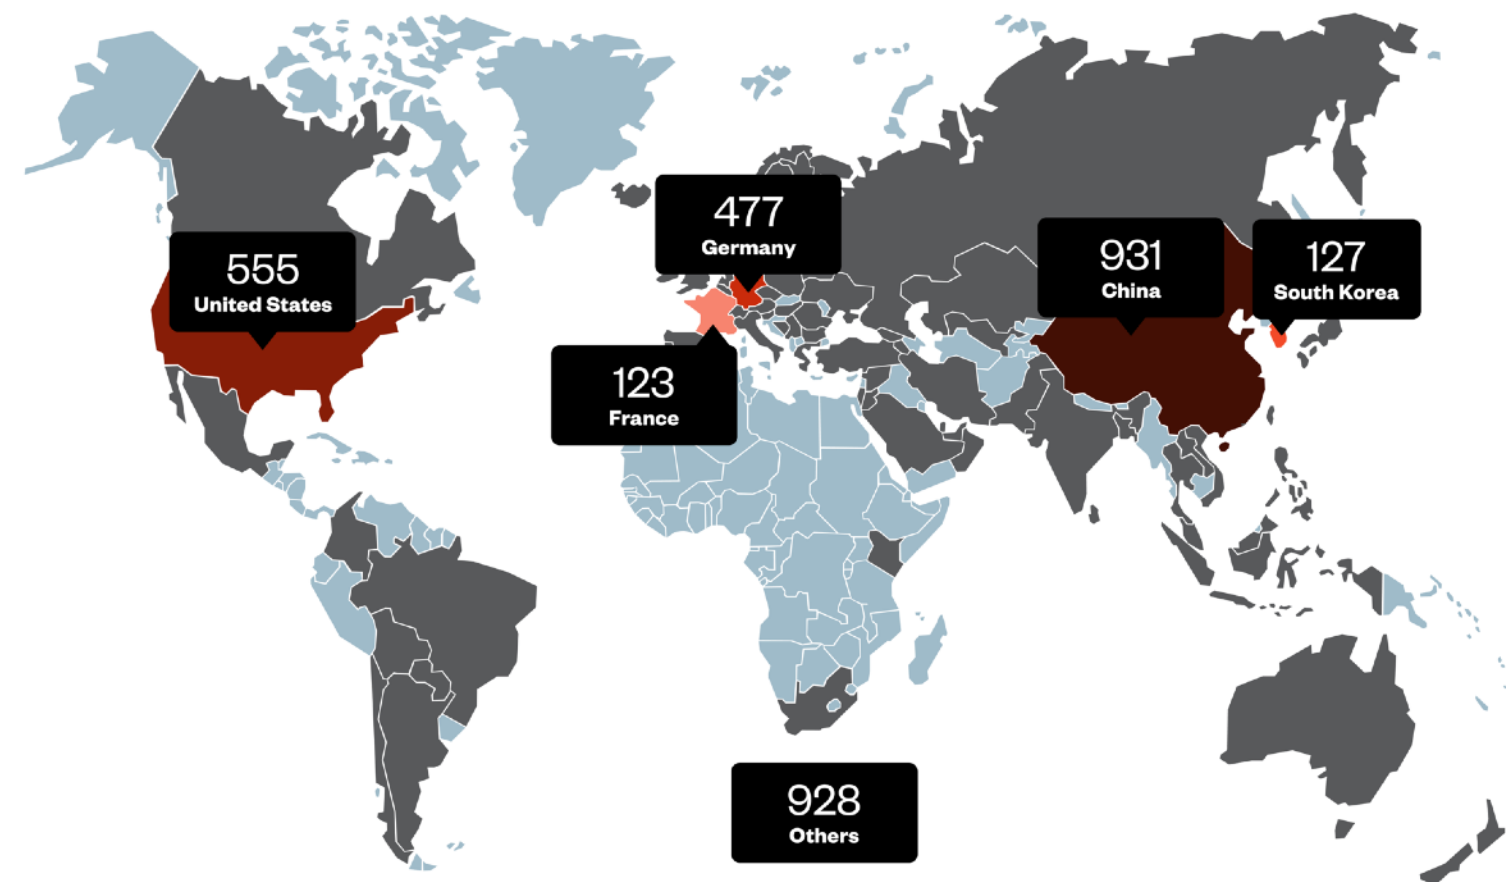 477
Germany
931
China
127
South Korea
555
United States
123
France
928
Others